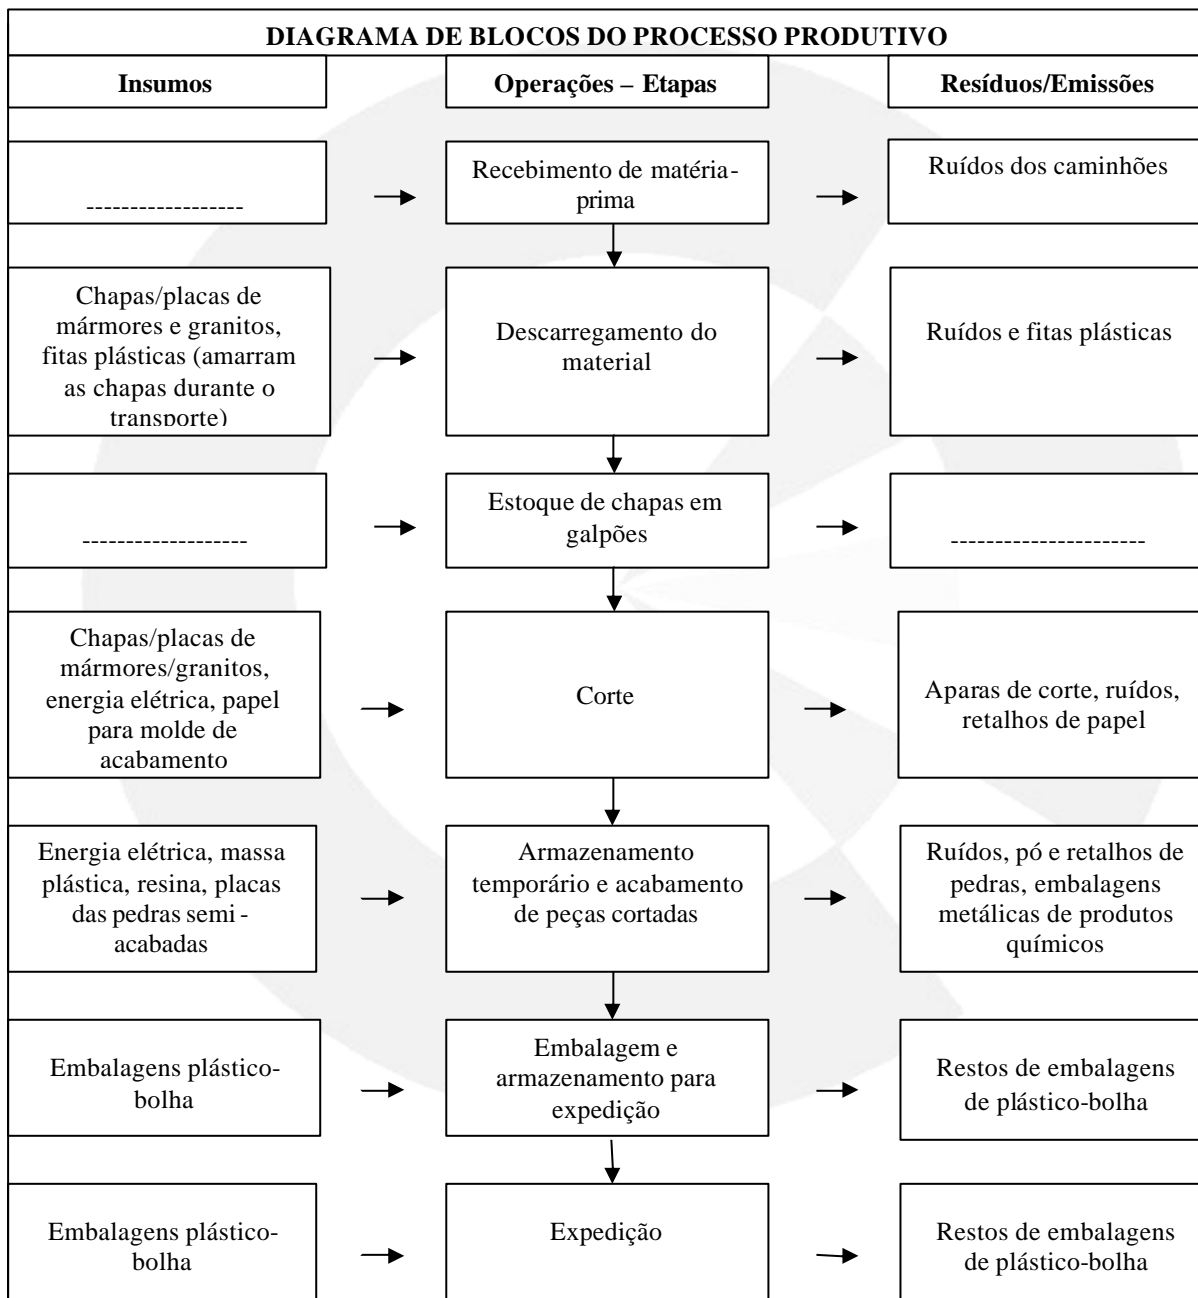 DIAGRAMA DE BLOCOS DO PROCESSO PRODUTIVO
Insumos
Operações – Etapas
Resíduos/Emissões
------------------
Recebimento de matéria-
prima
Ruídos dos caminhões
Chapas/placas de
mármores e granitos,
fitas plásticas (amarram
as chapas durante o
transporte)
Descarregamento do
material
Ruídos e fitas plásticas
-------------------
Estoque de chapas em
galpões
----------------------
Chapas/placas de
mármores/granitos,
energia elétrica, papel
para molde de
acabamento
Corte
Aparas de corte, ruídos,
retalhos de papel
Energia elétrica, massa
plástica, resina, placas
das pedras semi-
acabadas
Armazenamento
temporário e acabamento
de peças cortadas
Ruídos, pó e retalhos de
pedras, embalagens
metálicas de produtos
químicos
Embalagens plástico-
bolha
Embalagem e
armazenamento para
expedição
Restos de embalagens
de plástico-bolha
Embalagens plástico-
bolha
Expedição
Restos de embalagens
de plástico-bolha